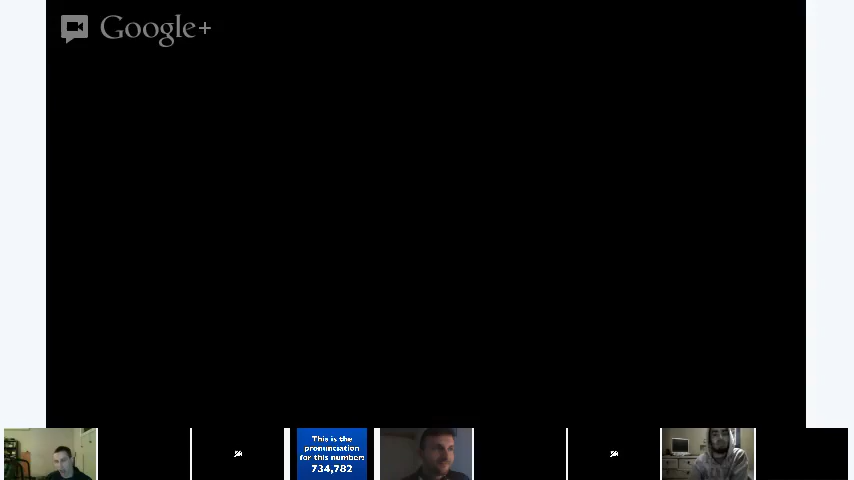 Google+
This is the
pronunciation
for this number:
734,782